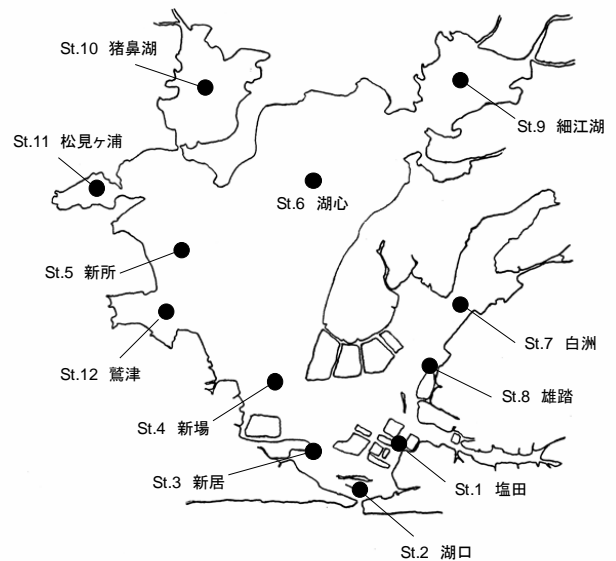 St.10 猪鼻湖
St.9 細江湖
St.11 松見ヶ浦
St.6 湖心
St.5 新所
St.7 白洲
St.12 鷲津
St.8 雄踏
St.4 新場
St.3 新居
St.1 塩田
St.2 湖口